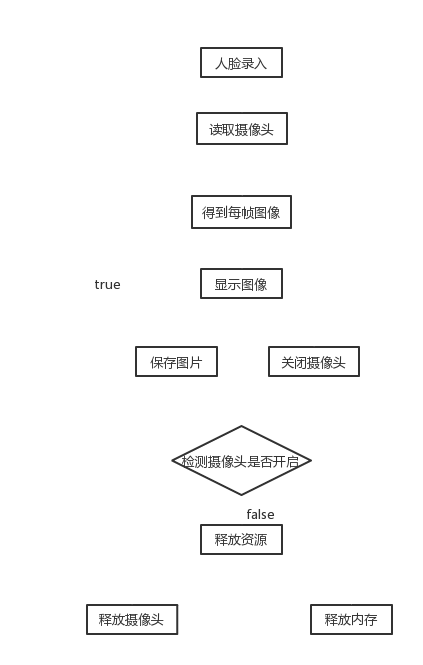 人脸录入
读取摄像头
得到每帧图像
true
显示图像
保存图片
关闭摄像头
检测摄像头是否开启
false
释放资源
释放摄像头
释放内存